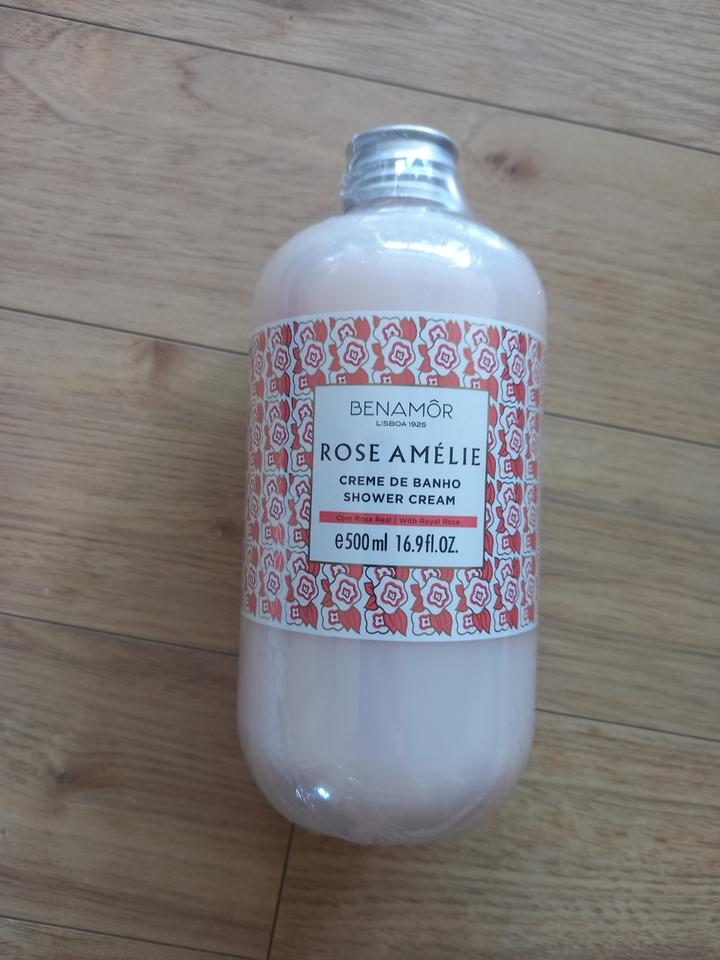 BENAMÔR
LISBOA 1925
ROSE AMÉLIE
CREME DE BANHO
SHOWER CREAM
Com Rosa Real | With Royal Rose
℮500ml 16.9fl.OZ.